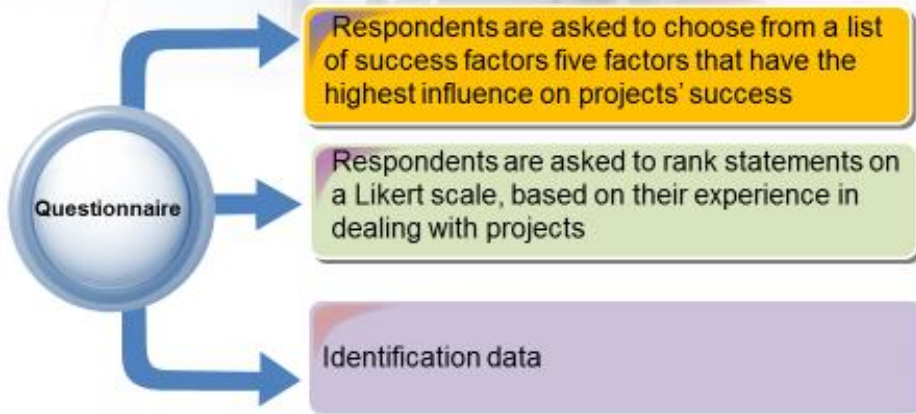 Respondents are asked to choose from a list
of success factors five factors that have the
highest influence on projects' success
Questionnaire
Respondents are asked to rank statements on
a Likert scale, based on their experience in
dealing with projects
Identification data